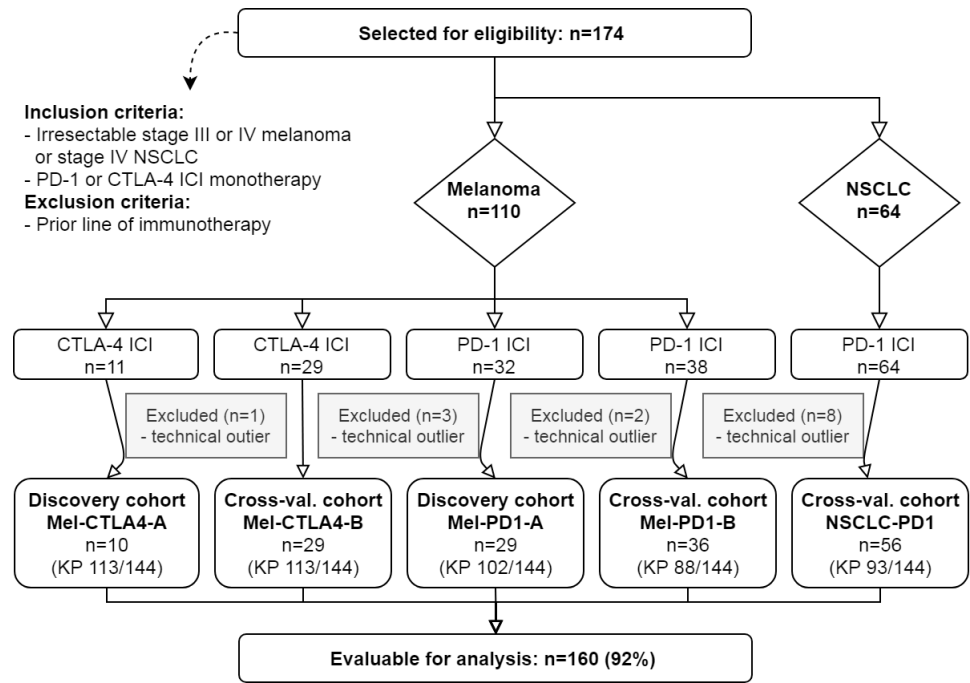 Selected for eligibility: n=174
Inclusion criteria:
- Irresectable stage III or IV melanoma
or stage IV NSCLC
- PD-1 or CTLA-4 ICI monotherapy
Exclusion criteria:
- Prior line of immunotherapy
Melanoma
n=110
NSCLC
n=64
CTLA-4 ICI
n=11
CTLA-4 ICI
n=29
PD-1 ICI
n=32
PD-1 ICI
n=38
PD-1 ICI
n=64
Excluded (n=1)
- technical outlier
Excluded (n=3)
- technical outlier
Excluded (n=2)
- technical outlier
Excluded (n=8)
- technical outlier
Discovery cohort
Mel-CTLA4-A
n=10
(KP 113/144)
Cross-val. cohort
Mel-CTLA4-B
n=29
(KP 113/144)
Discovery cohort
Mel-PD1-A
n=29
(KP 102/144)
Cross-val. cohort
Mel-PD1-B
n=36
(KP 88/144)
Cross-val. cohort
NSCLC-PD1
n=56
(KP 93/144)
Evaluable for analysis: n=160 (92%)